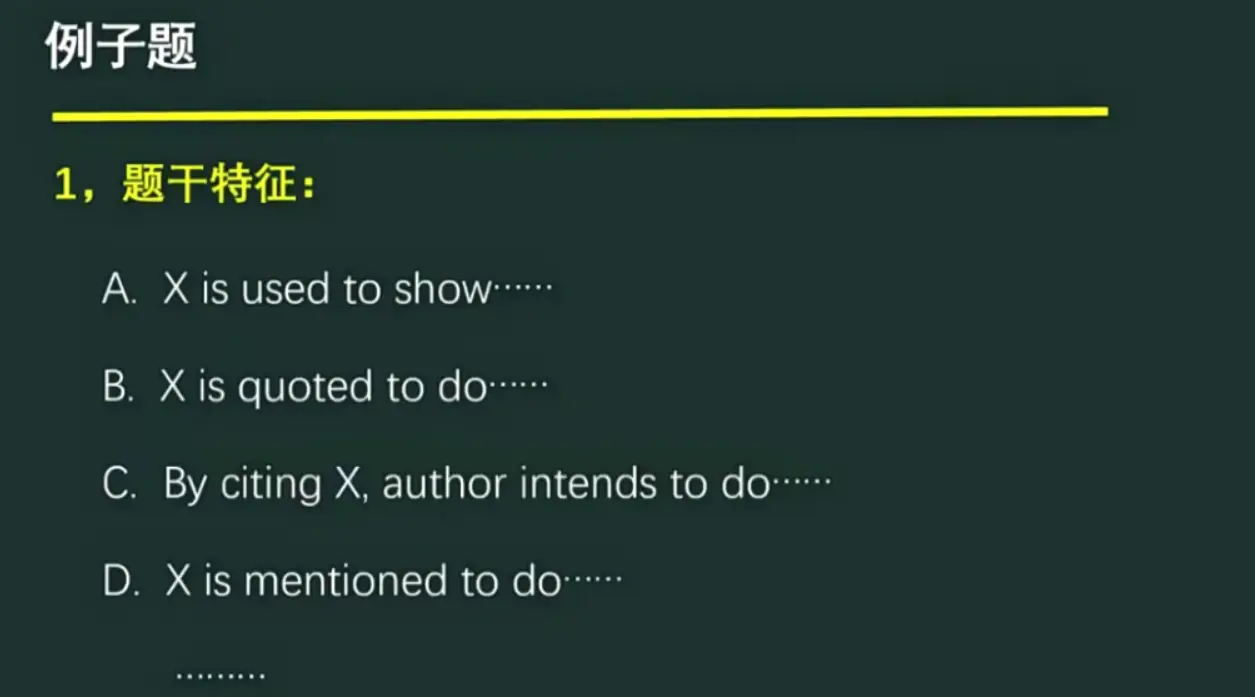 例子题
1，题干特征：
A. X is used to show……
B. X is quoted to do……
C. By citing X, author intends to do……
D. X is mentioned to do……
………